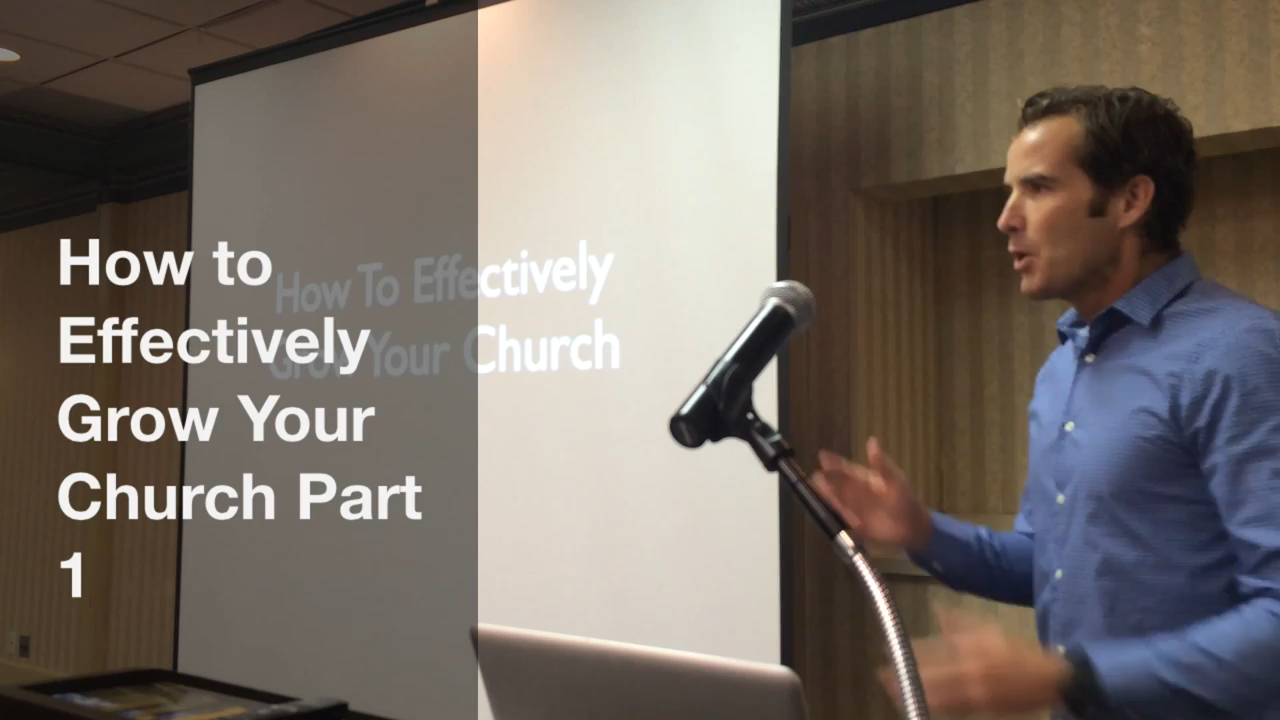 How to
Effectively
Grow Your
Church Part
1
How To Effectively
Grow Your Church